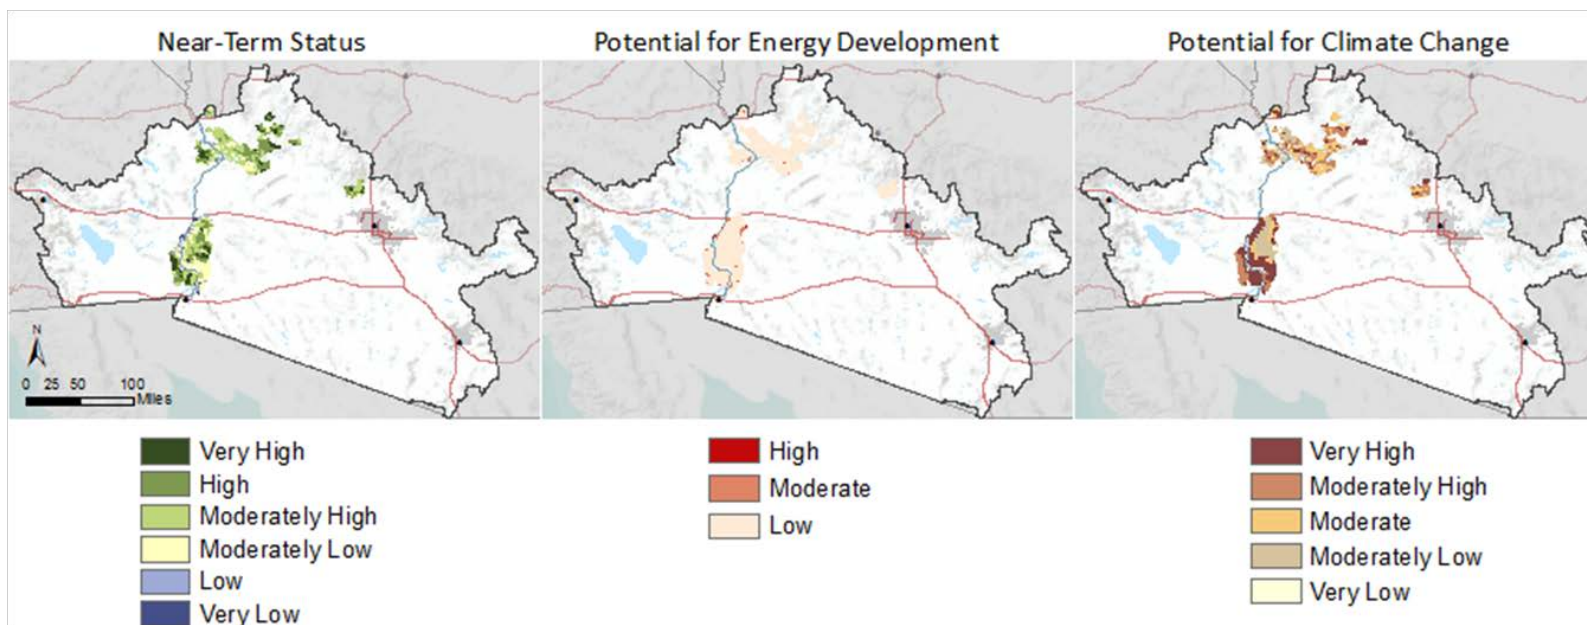 Near-Term Status
Potential for Energy Development
Potential for Climate Change
N
0 25 50 100
Miles
Very High
High
Moderately High
Moderately Low
Low
Very Low
High
Moderate
Low
Very High
Moderately High
Moderate
Moderately Low
Very Low